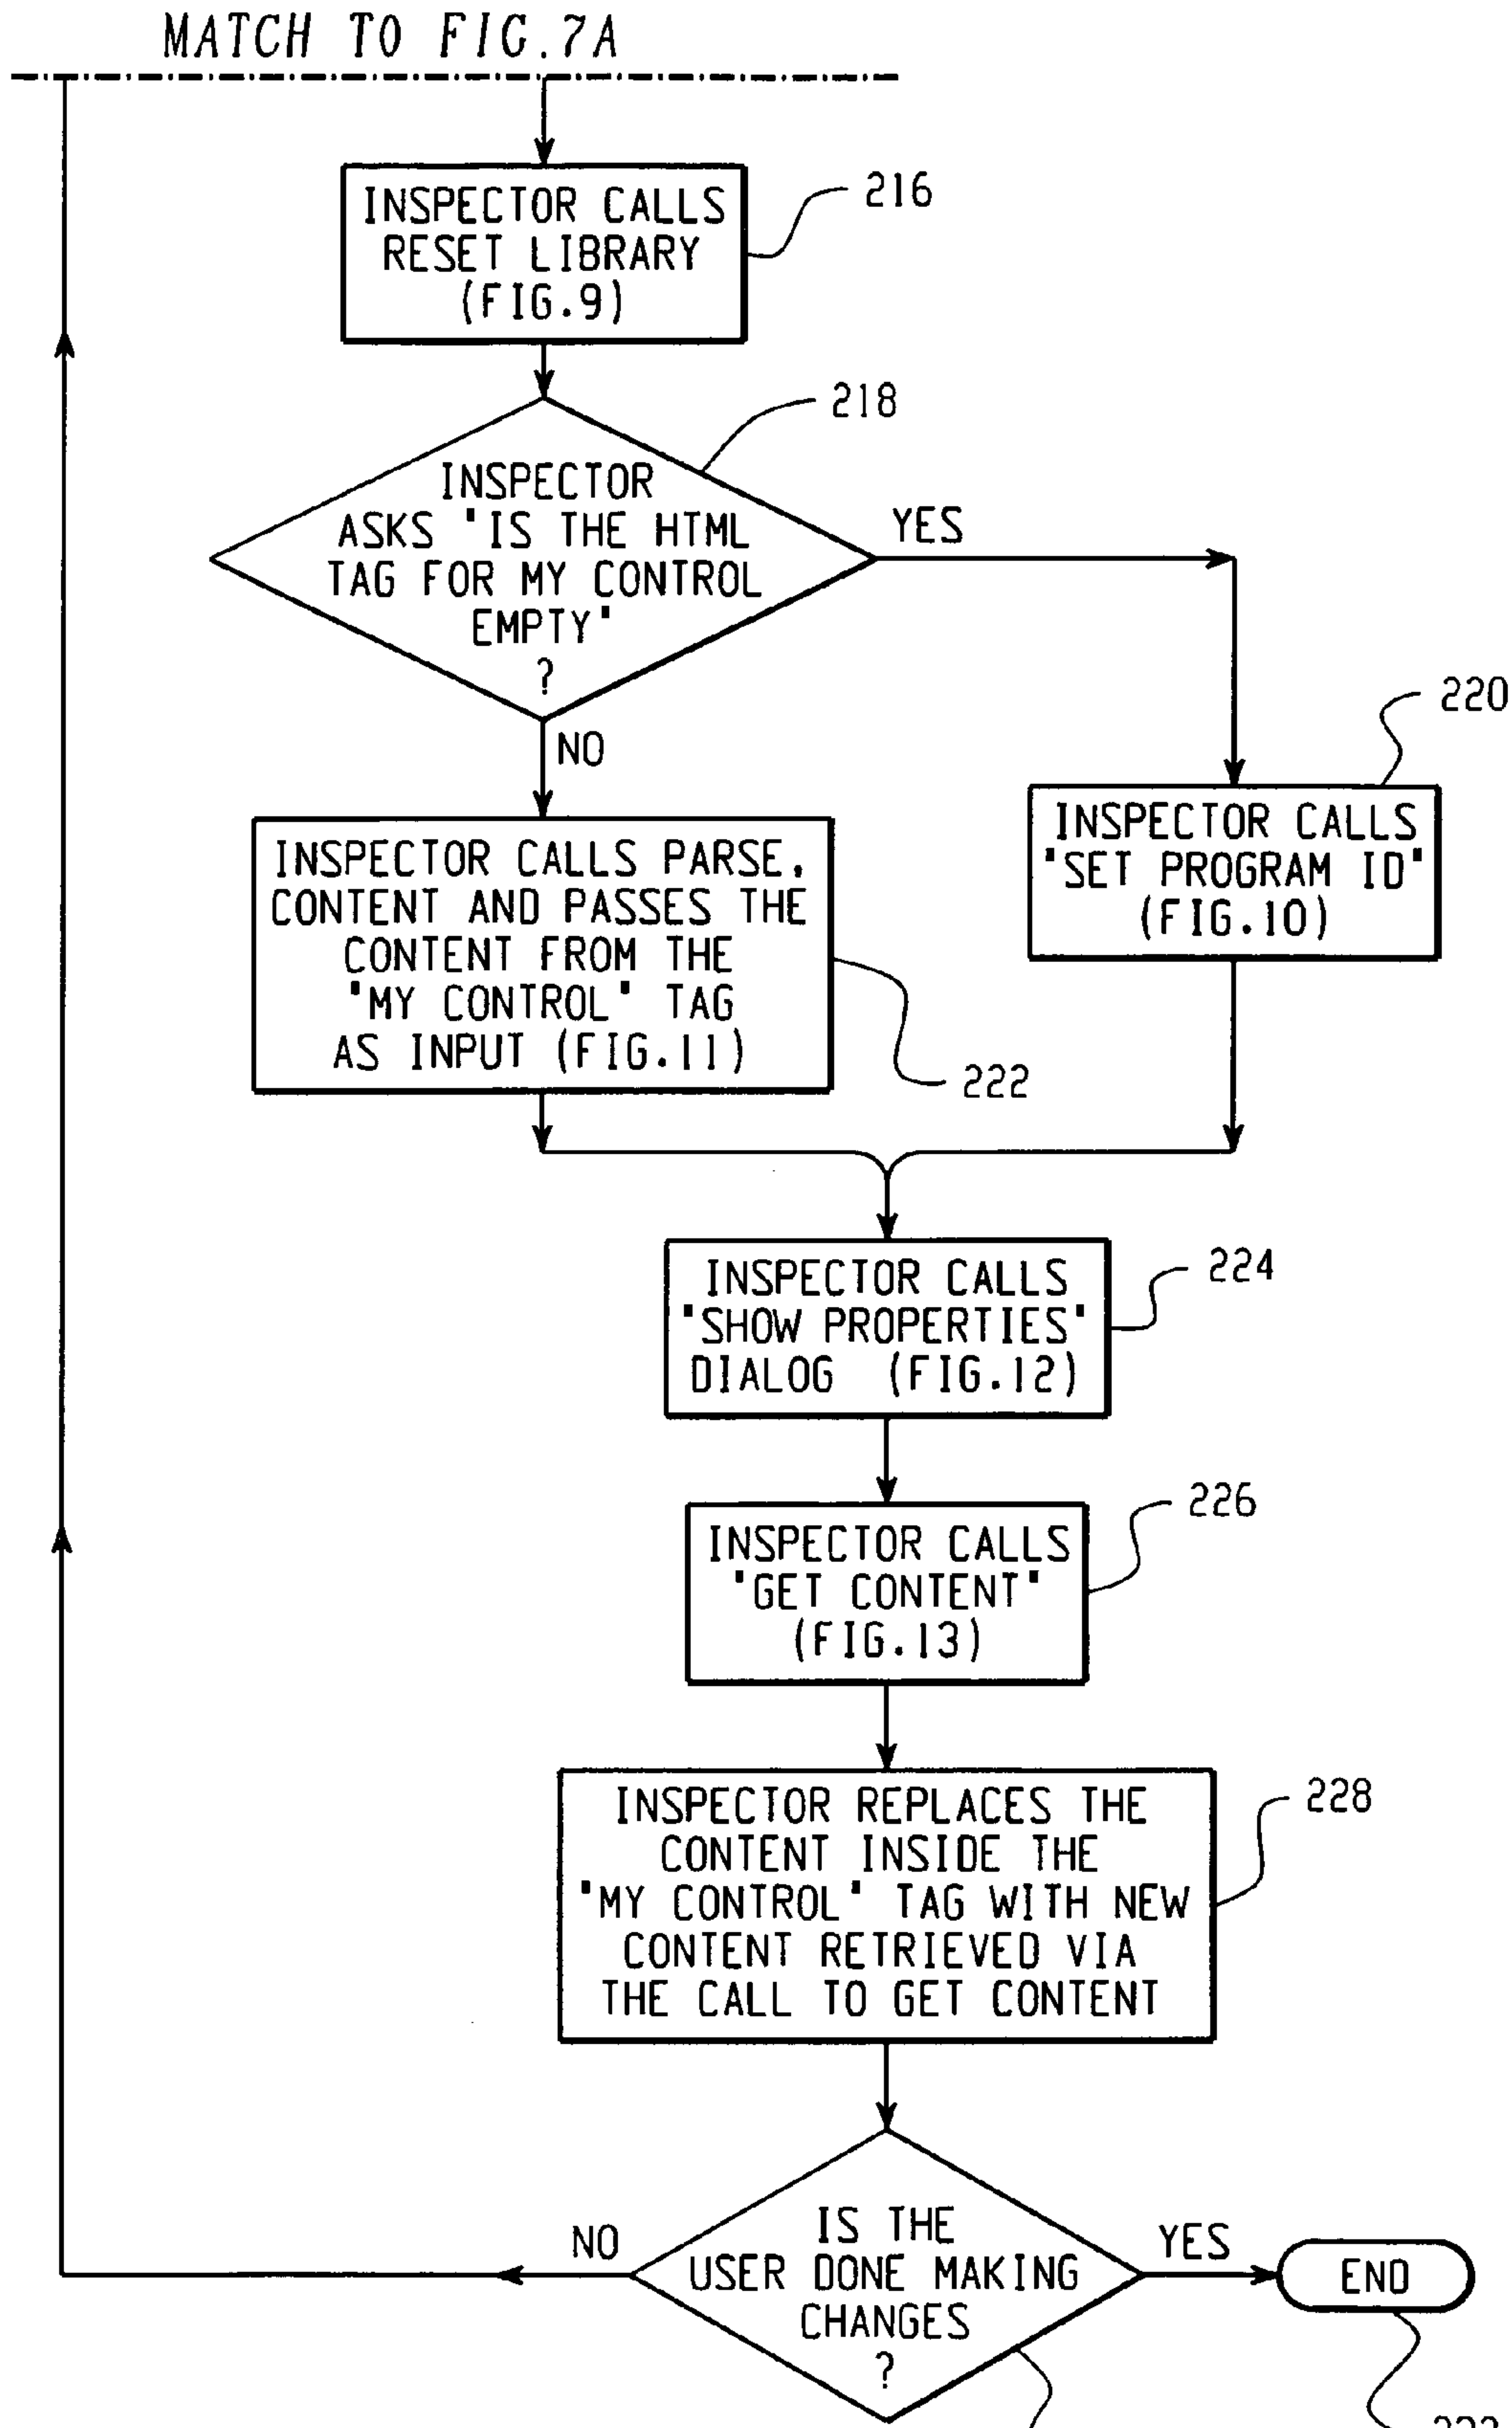 MATCH TO FIG.7A
INSPECTOR CALLS
RESET LIBRARY
(FIG.9)
216
218
INSPECTOR
ASKS "IS THE HTML
TAG FOR MY CONTROL
EMPTY"
?
YES
NO
220
INSPECTOR CALLS
"SET PROGRAM ID"
(FIG.10)
INSPECTOR CALLS PARSE,
CONTENT AND PASSES THE
CONTENT FROM THE
"MY CONTROL" TAG
AS INPUT (FIG.11)
222
INSPECTOR CALLS
"SHOW PROPERTIES"
DIALOG (FIG.12)
224
INSPECTOR CALLS
"GET CONTENT"
(FIG.13)
226
INSPECTOR REPLACES THE
CONTENT INSIDE THE
"MY CONTROL" TAG WITH NEW
CONTENT RETRIEVED VIA
THE CALL TO GET CONTENT
228
IS THE
USER DONE MAKING
CHANGES
?
NO
YES
END